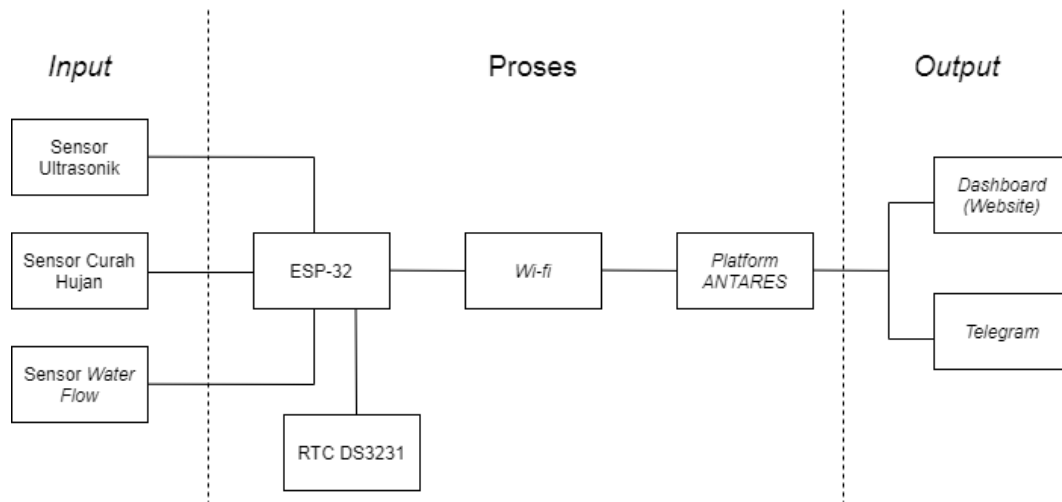 Input
Proses
Output
Sensor
Ultrasonik
Sensor Curah
Hujan
Sensor Water
Flow
ESP-32
RTC DS3231
Wi-fi
Platform
ANTARES
Dashboard
(Website)
Telegram